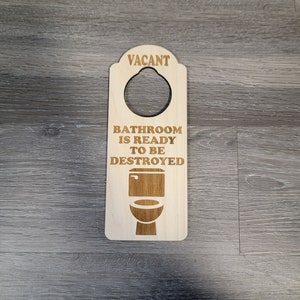 VACANT
BATHROOM
IS READY
TO BE
DESTROYED